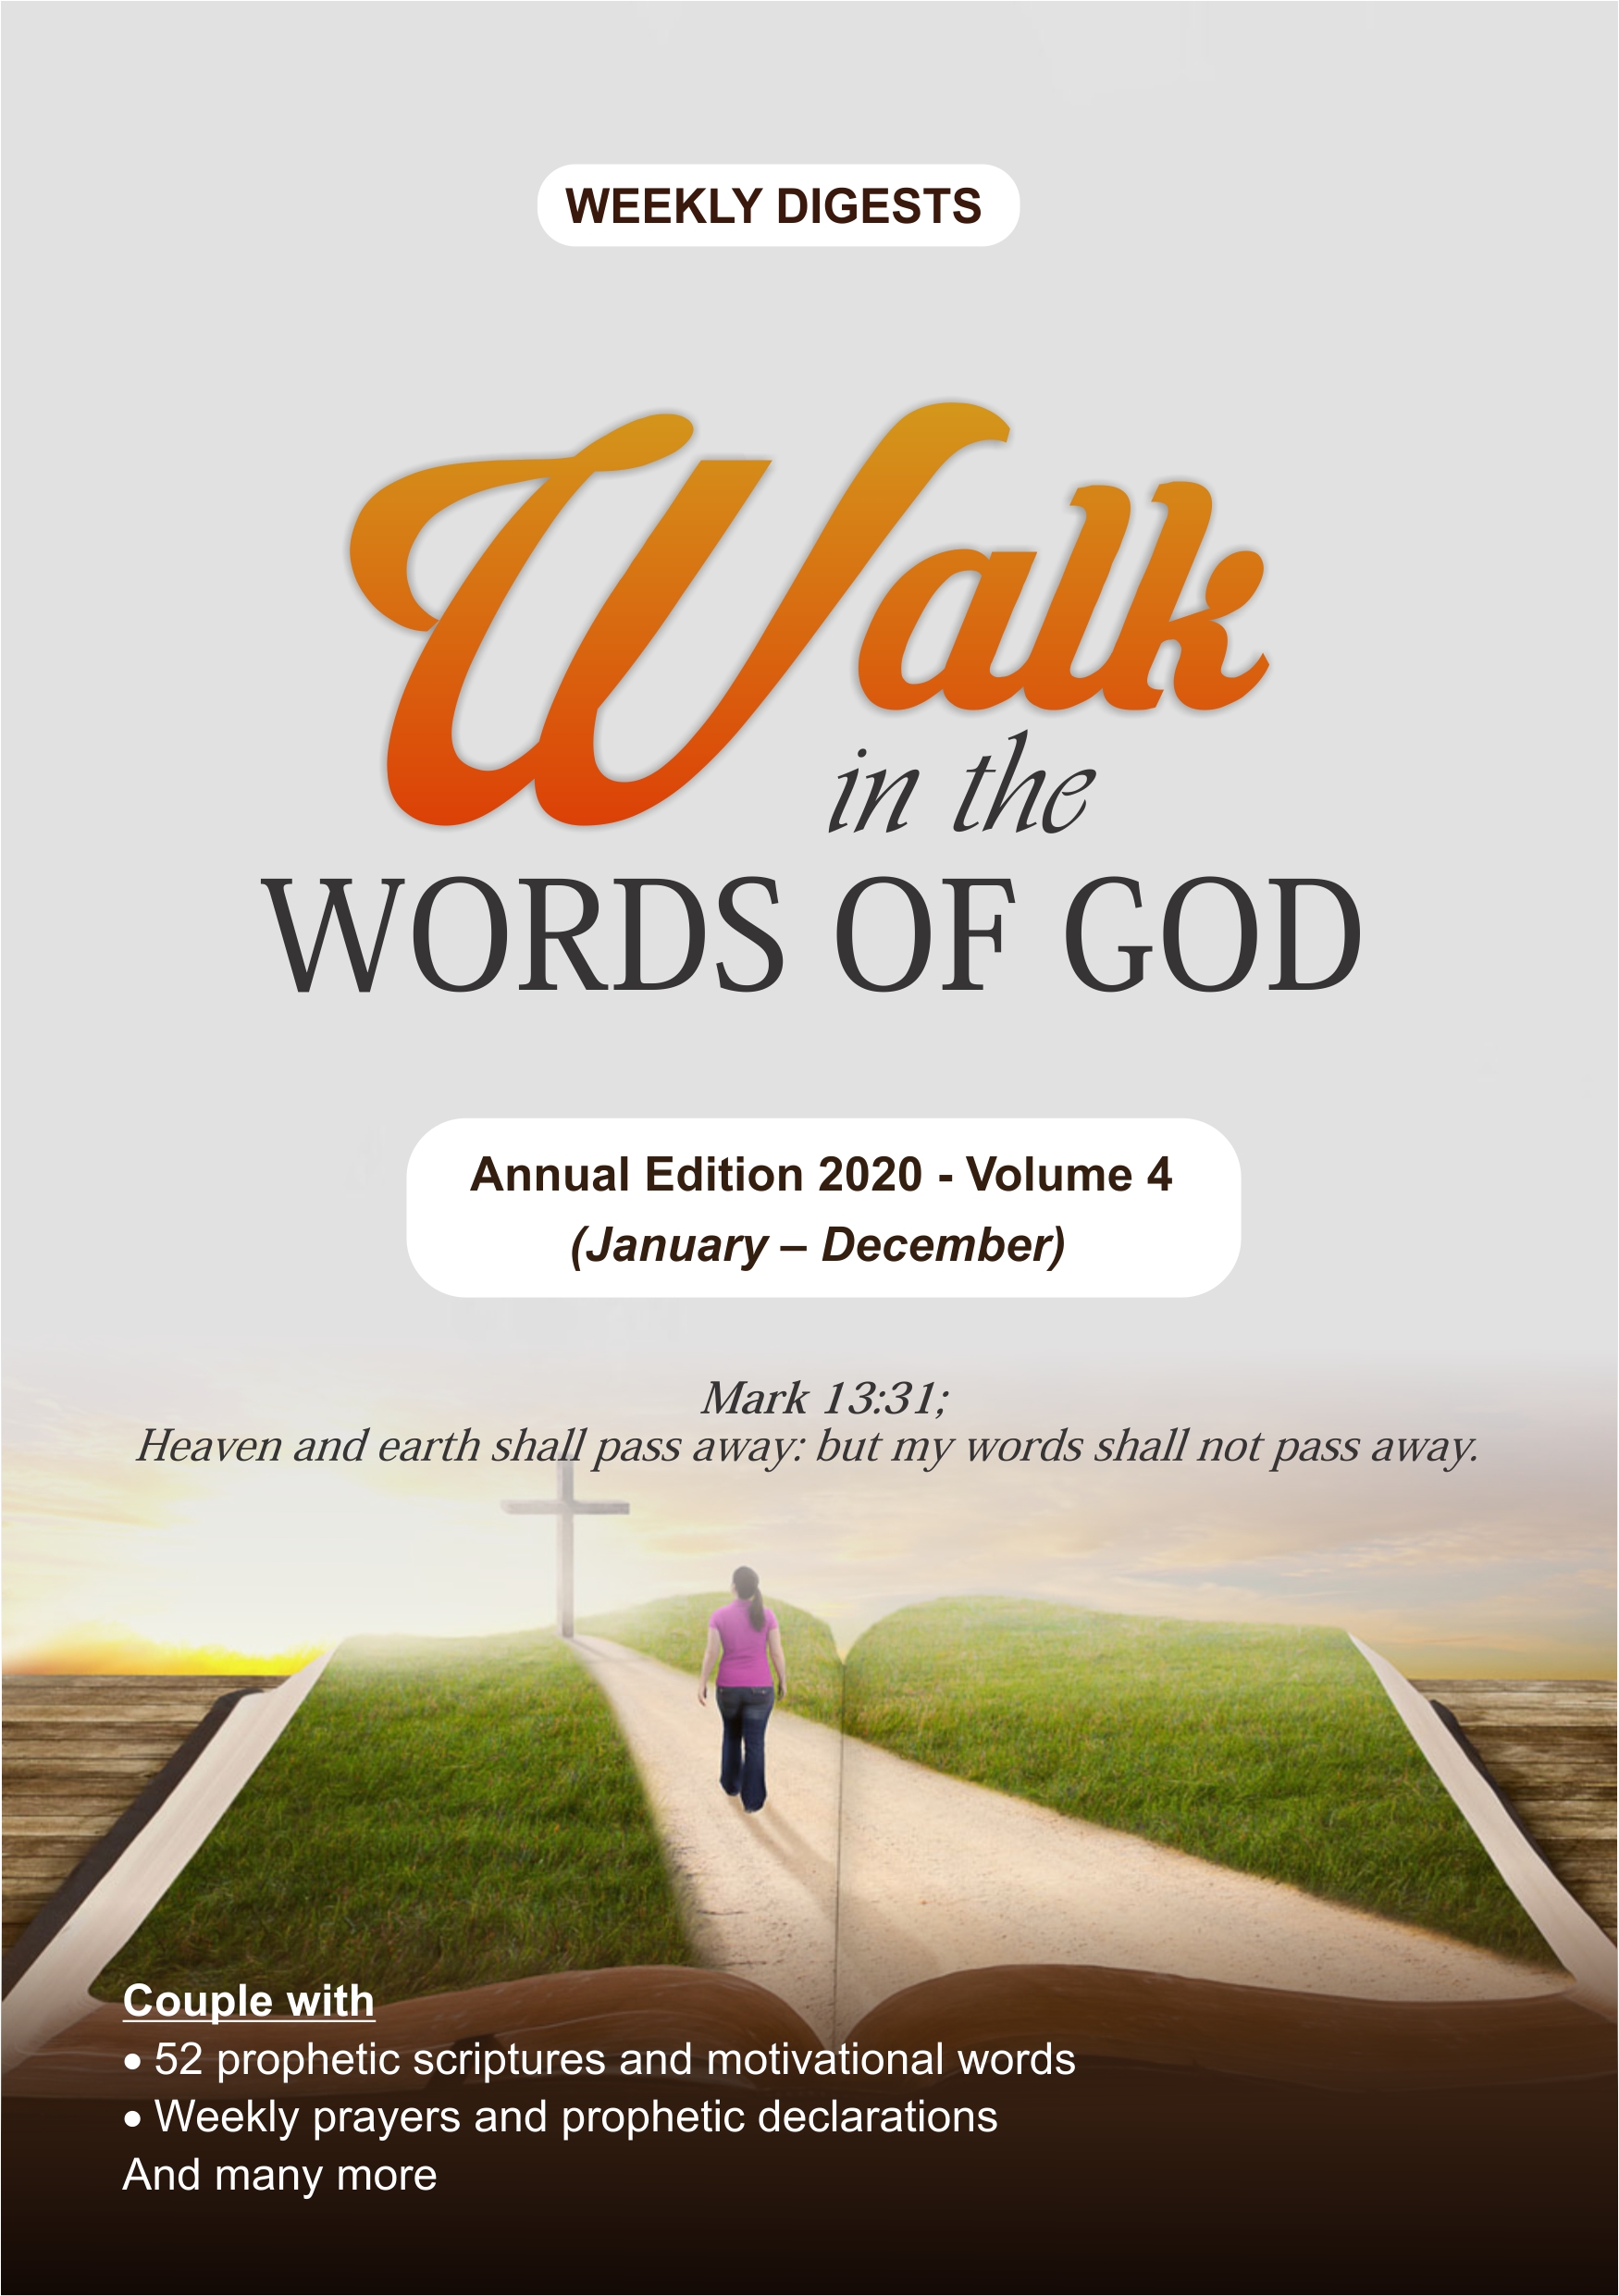 WEEKLY DIGESTS
Walk
in the
WORDS OF GOD
Annual Edition 2020 - Volume 4
(January – December)
Mark 13:31;
Heaven and earth shall pass away: but my words shall not pass away.
Couple with
• 52 prophetic scriptures and motivational words
• Weekly prayers and prophetic declarations
And many more